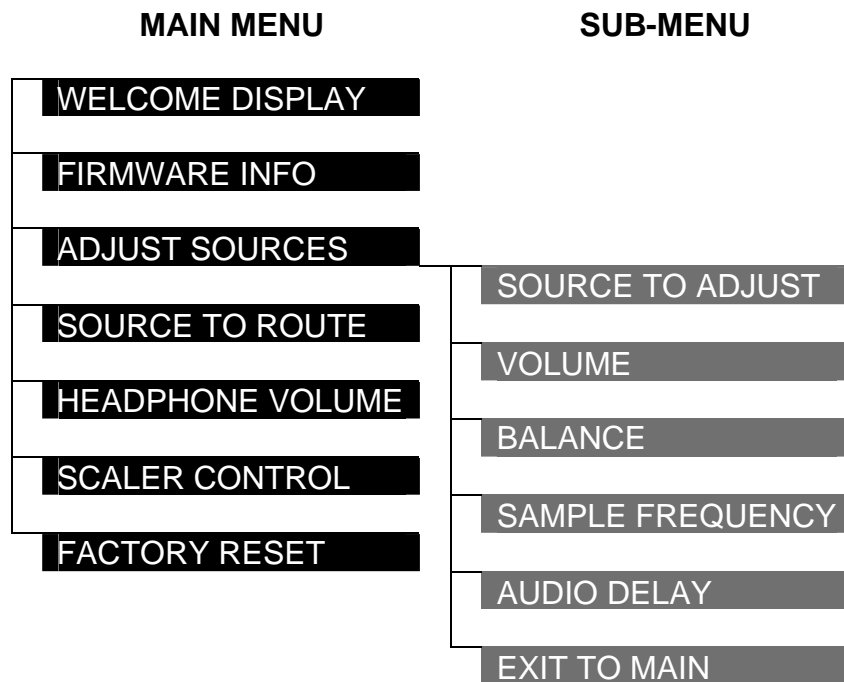 MAIN MENU
SUB-MENU
WELCOME DISPLAY
FIRMWARE INFO
ADJUST SOURCES
SOURCE TO ROUTE
HEADPHONE VOLUME
SCALER CONTROL
FACTORY RESET
SOURCE TO ADJUST
VOLUME
BALANCE
SAMPLE FREQUENCY
AUDIO DELAY
EXIT TO MAIN